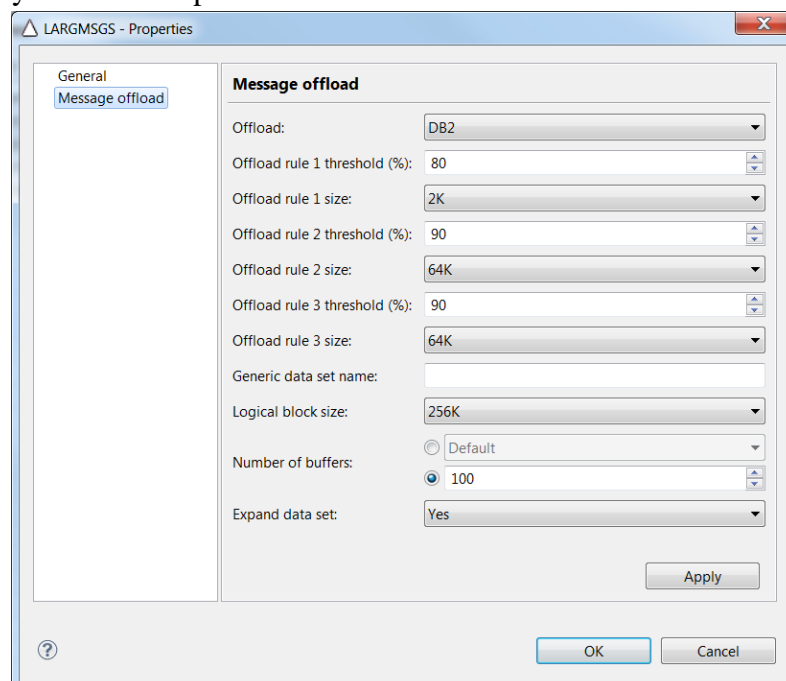 LARGMSGS - Properties
General
Message offload
Message offload
Offload: DB2
Offload rule 1 threshold (%): 80
Offload rule 1 size: 2K
Offload rule 2 threshold (%): 90
Offload rule 2 size: 64K
Offload rule 3 threshold (%): 90
Offload rule 3 size: 64K
Generic data set name:
Logical block size: 256K
Number of buffers: Default
100
Expand data set: Yes
Apply
? OK Cancel